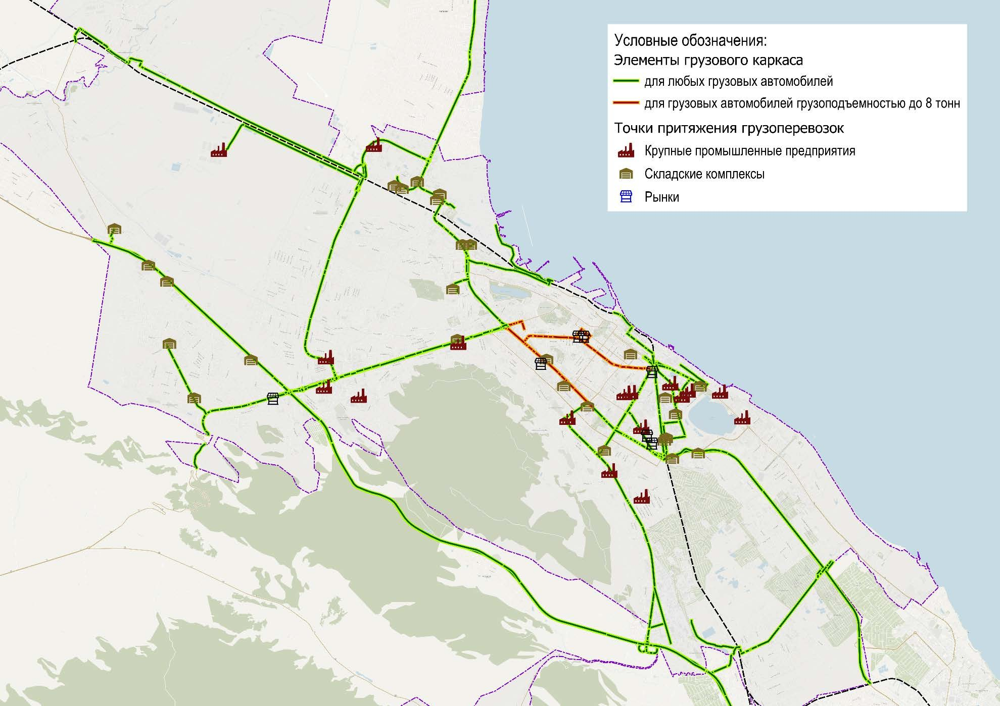 Условные обозначения:
Элементы грузового каркаса
для любых грузовых автомобилей
для грузовых автомобилей грузоподъемностью до 8 тонн
Точки притяжения грузоперевозок
Крупные промышленные предприятия
Складские комплексы
Рынки